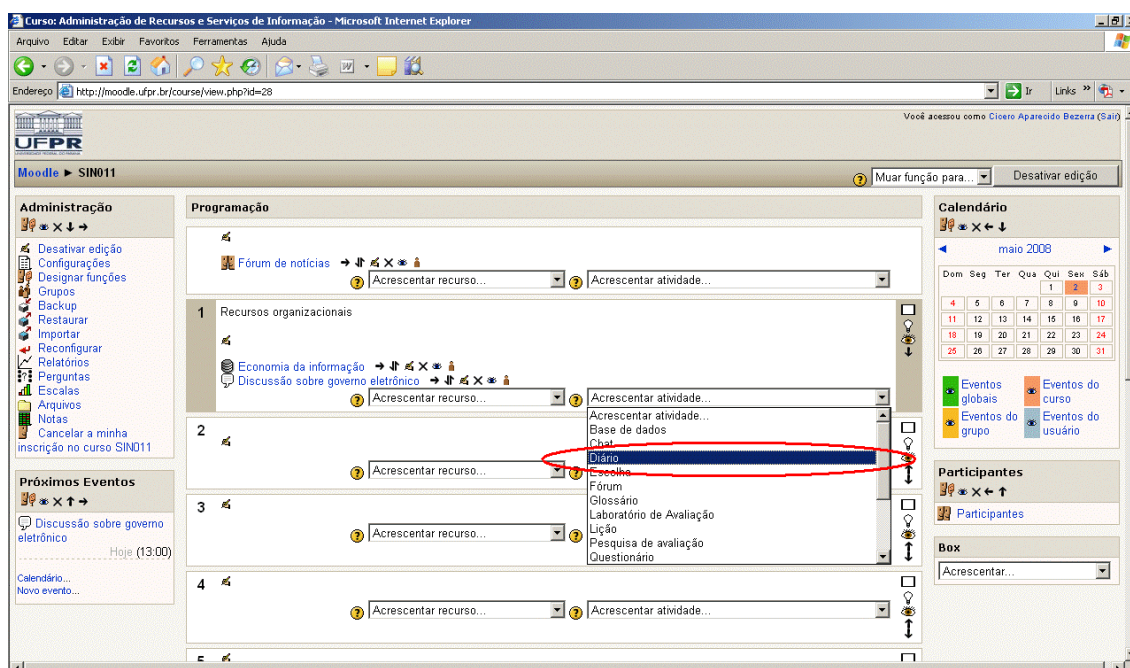 Curso: Administração de Recursos e Serviços de Informação - Microsoft Internet Explorer
Arquivo Editar Exibir Favoritos Ferramentas Ajuda
Endereço http://moodle.ufpr.br/course/view.php?id=28 Ir Links »
Você acessou como Cicero Aparecido Bezerra (Sair)
UFPR
Moodle ► SIN011
Muar função para... Desativar edição
Administração
Desativar edição
Configurações
Designar funções
Grupos
Backup
Restaurar
Importar
Reconfigurar
Relatórios
Perguntas
Escalas
Arquivos
Notas
Cancelar a minha
inscrição no curso SIN011
Próximos Eventos
Discussão sobre governo
eletrônico
Hoje (13:00)
Calendário...
Novo evento...
Programação
Fórum de notícias
Acrescentar recurso... Acrescentar atividade...
1 Recursos organizacionais
Economia da informação
Discussão sobre governo eletrônico
Acrescentar recurso... Acrescentar atividade...
Acrescentar atividade...
Base de dados
Chat
Diário
Escolha
Fórum
Glossário
Laboratório de Avaliação
Lição
Pesquisa de avaliação
Questionário
2
Acrescentar recurso...
3
Acrescentar recurso...
4
Acrescentar recurso... Acrescentar atividade...
Calendário
maio 2008
Dom Seg Ter Qua Qui Sex Sáb
1 2 3
4 5 6 7 8 9 10
11 12 13 14 15 16 17
18 19 20 21 22 23 24
25 26 27 28 29 30 31
Eventos globais
Eventos do curso
Eventos do grupo
Eventos do usuário
Participantes
Participantes
Box
Acrescentar...